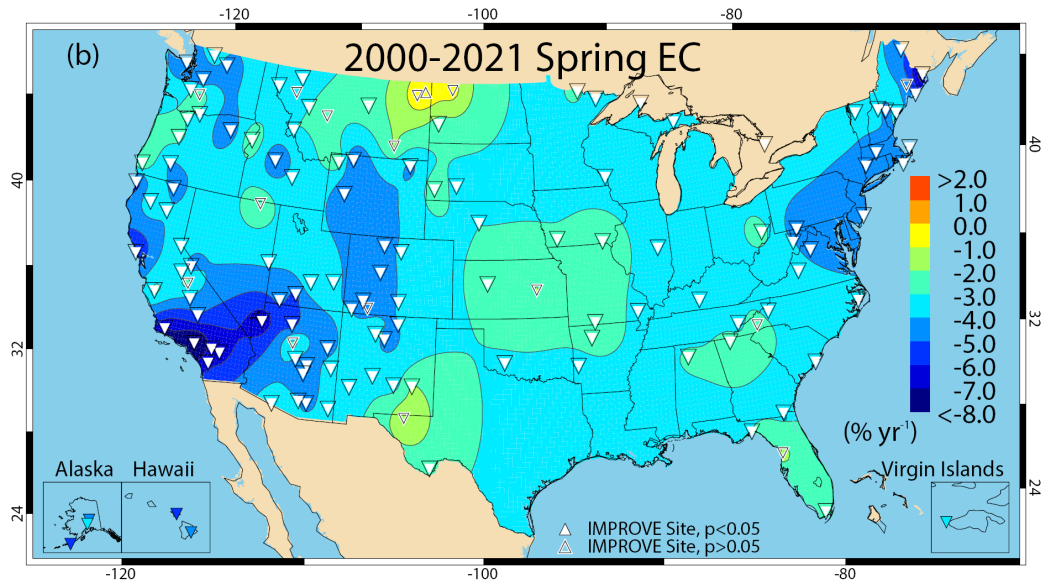 -120 -100 -80
(b) 2000-2021 Spring EC
40 40
>2.0
1.0
0.0
-1.0
-2.0
-3.0
-4.0
-5.0
-6.0
-7.0
<-8.0
32 32
(% yr-1)
Alaska Hawaii Virgin Islands
24 24
IMPROVE Site, p<0.05
IMPROVE Site, p>0.05
-120 -100 -80